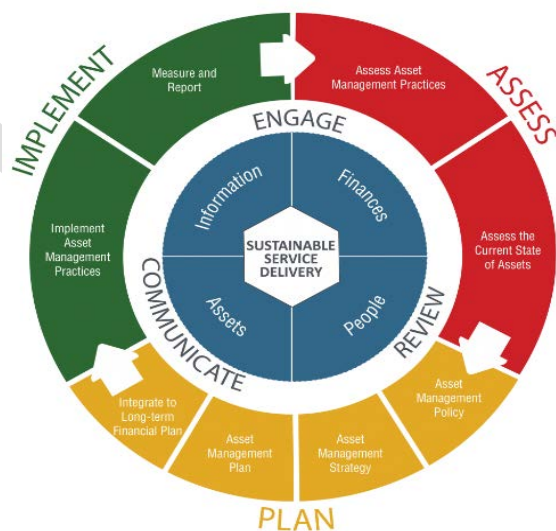 IMPLEMENT
Measure and
Report
Assess Asset
Management Practices
ASSESS
ENGAGE
Information
Finances
Implement
Asset
Management
Practices
SUSTAINABLE
SERVICE
DELIVERY
Assess the
Current State
of Assets
COMMUNICATE
Assets
People
REVIEW
Integrate to
Long-term
Financial Plan
Asset
Management
Plan
Asset
Management
Strategy
Asset
Management
Policy
PLAN